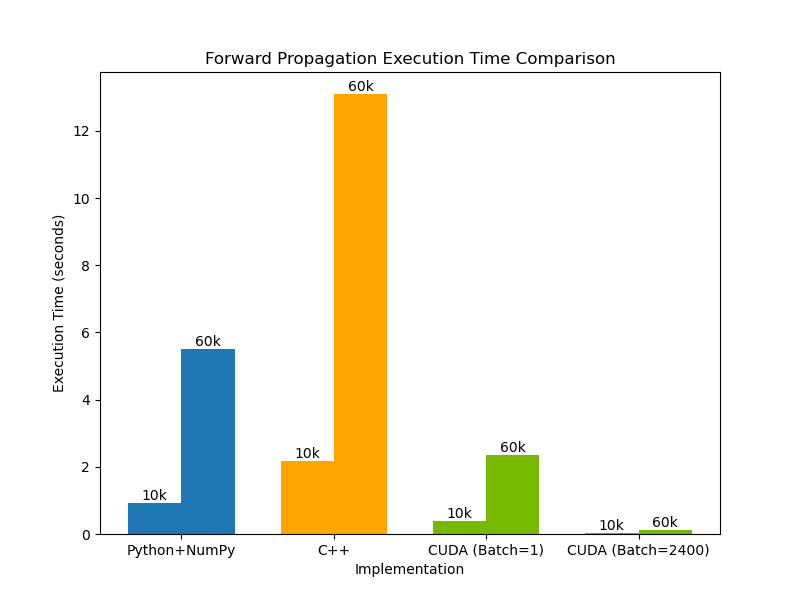 Forward Propagation Execution Time Comparison
60k
12
10
8
Execution Time (seconds)
6
60k
4
60k
10k
2
10k
10k
10k
60k
0
Python+NumPy
C++
CUDA (Batch=1)
CUDA (Batch=2400)
Implementation